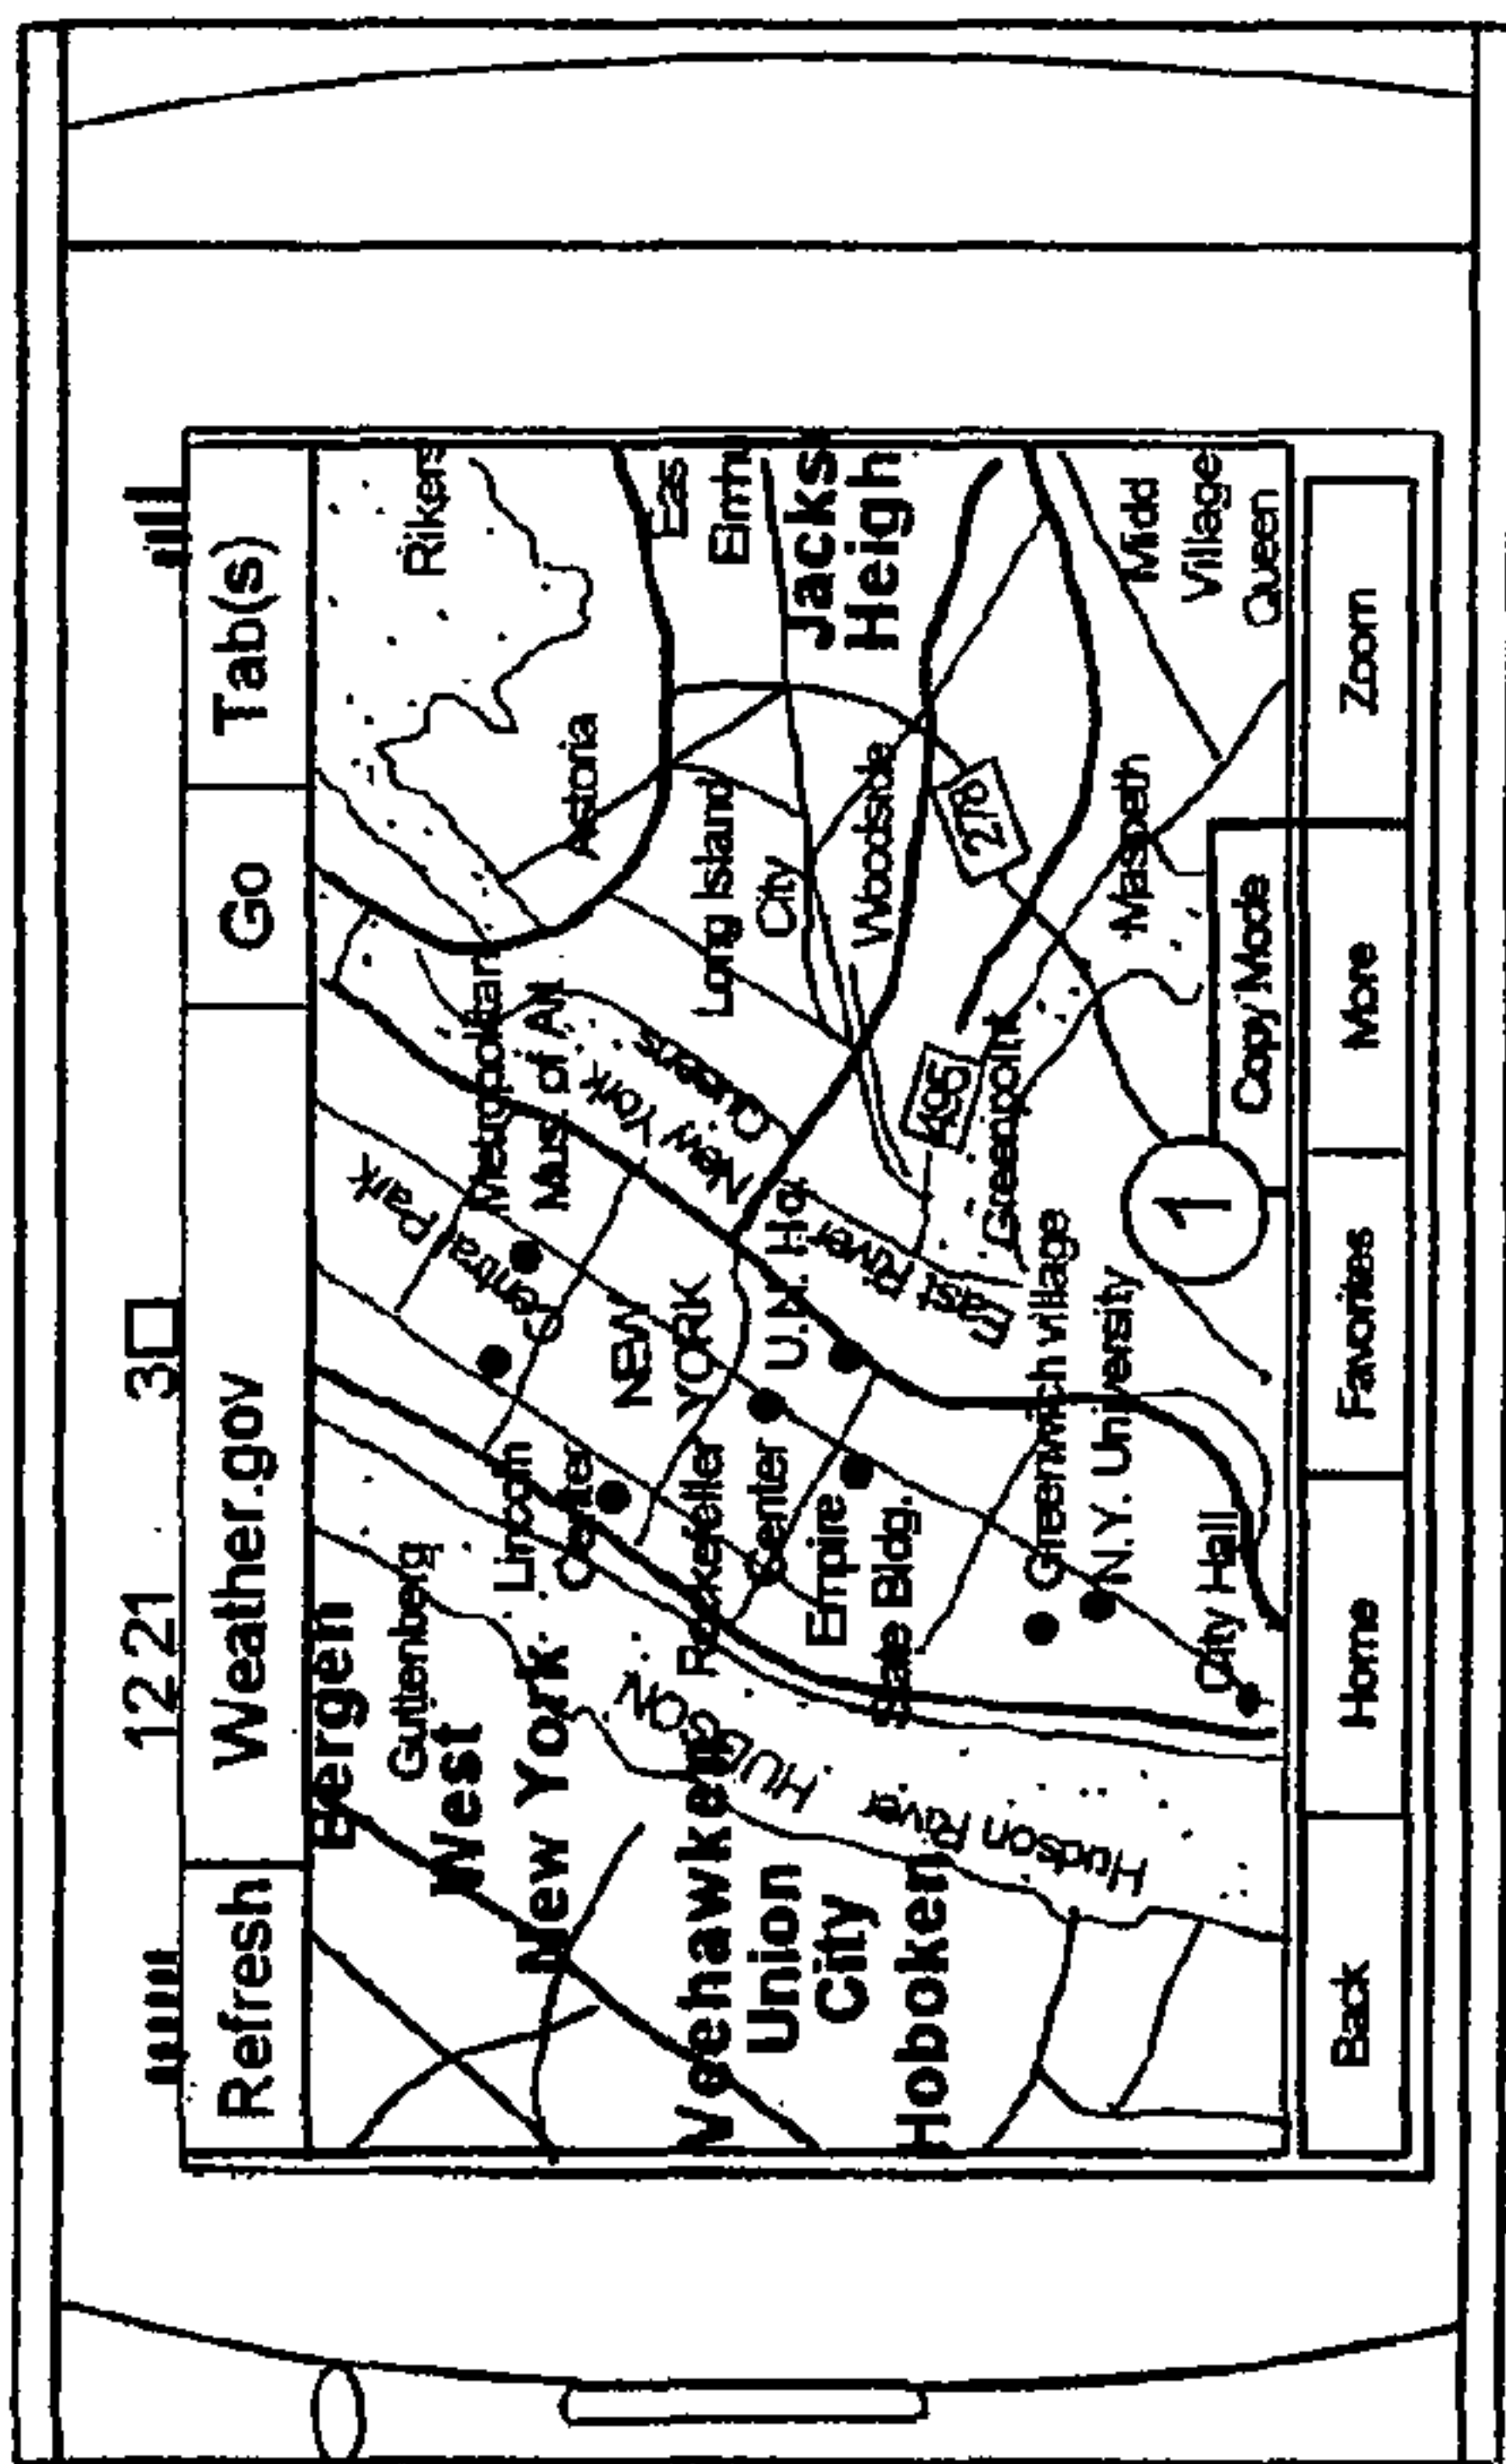 12 21 3
Refresh Weather.gov Go Tab(s)
Bergen
Guttenberg
West
New York
Weehawken
Union
City
Hoboken
Hudson River
HUDSON
Lincoln
Center
Rockefeller
Center
Empire
State Bldg.
Central Park
Metropolitan
Mus. of Art
NEW
YORK
New York
Queens
U.N. Hq.
East River
Greenwich Village
N.Y. University
City Hall
Rikers
Astoria
Long Island
City
Woodside
Eas
Elmhu
Jacks
Heigh
278
495
Greenpoint
Maspeth
Midd
Village
Queen
1
Copy Mode
Back Home Favorites More Zoom